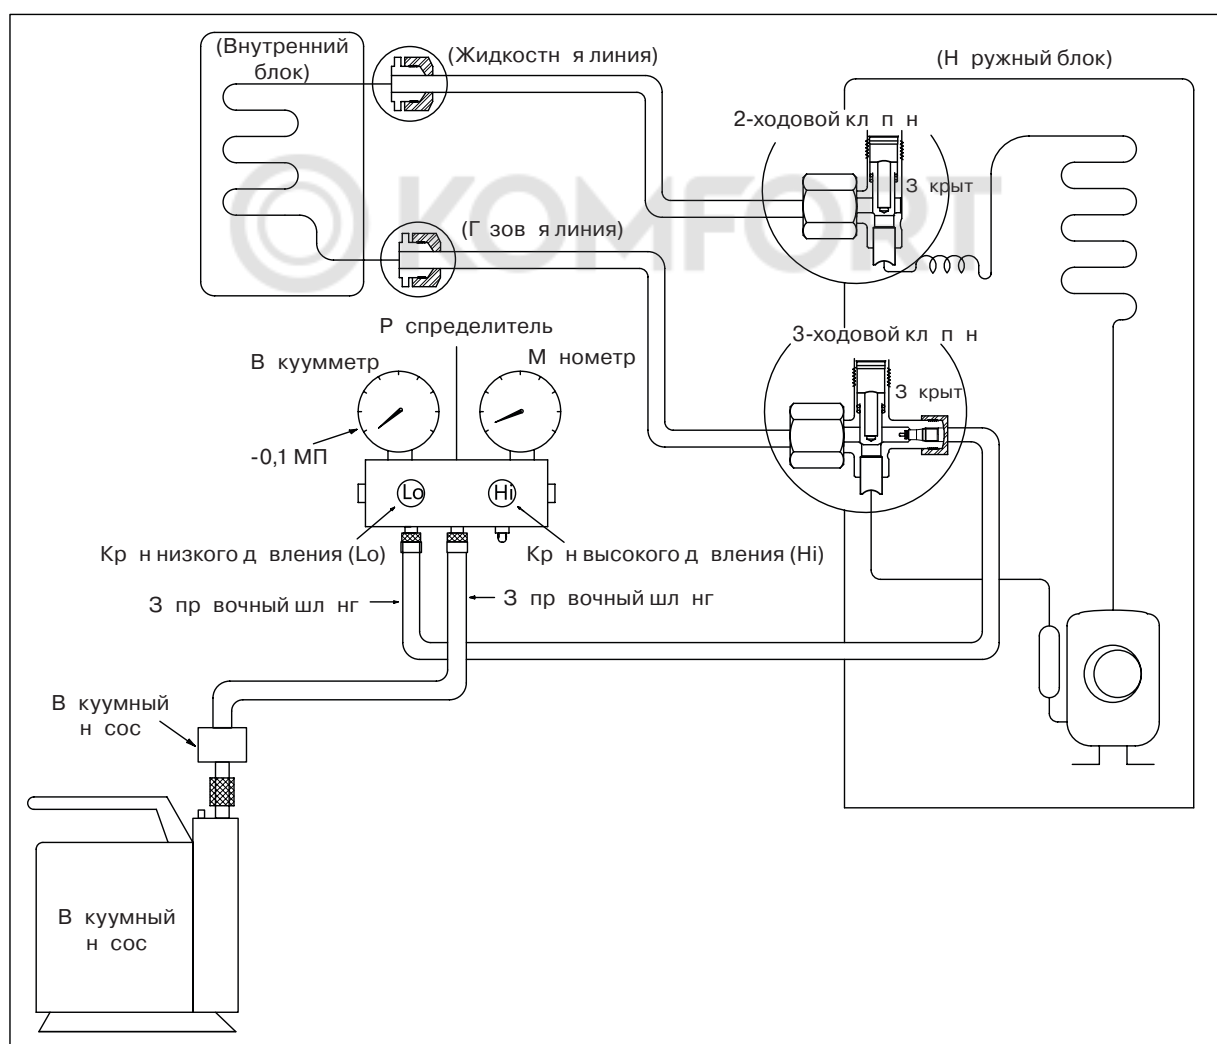 (Внутренний
блок)
(Жидкостн я линия)
(Н ружный блок)
2-ходовой кл п н
З крыт
KOMFORT
(Г зов я линия)
Р спределитель
3-ходовой кл п н
В куумметр
М нометр
З крыт
-0,1 МП
Lo
Hi
Кр н низкого д вления (Lo)
Кр н высокого д вления (Hi)
З пр вочный шл нг
З пр вочный шл нг
В куумный
н сос
В куумный
н сос